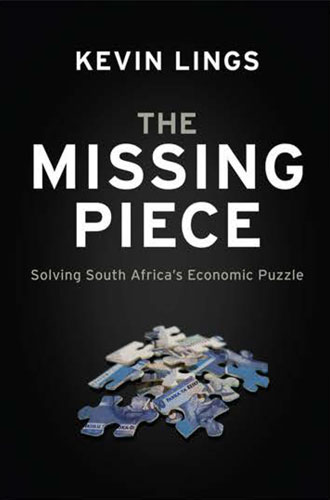 KEVIN LINGS
THE
MISSING
PIECE
Solving South Africa's Economic Puzzle